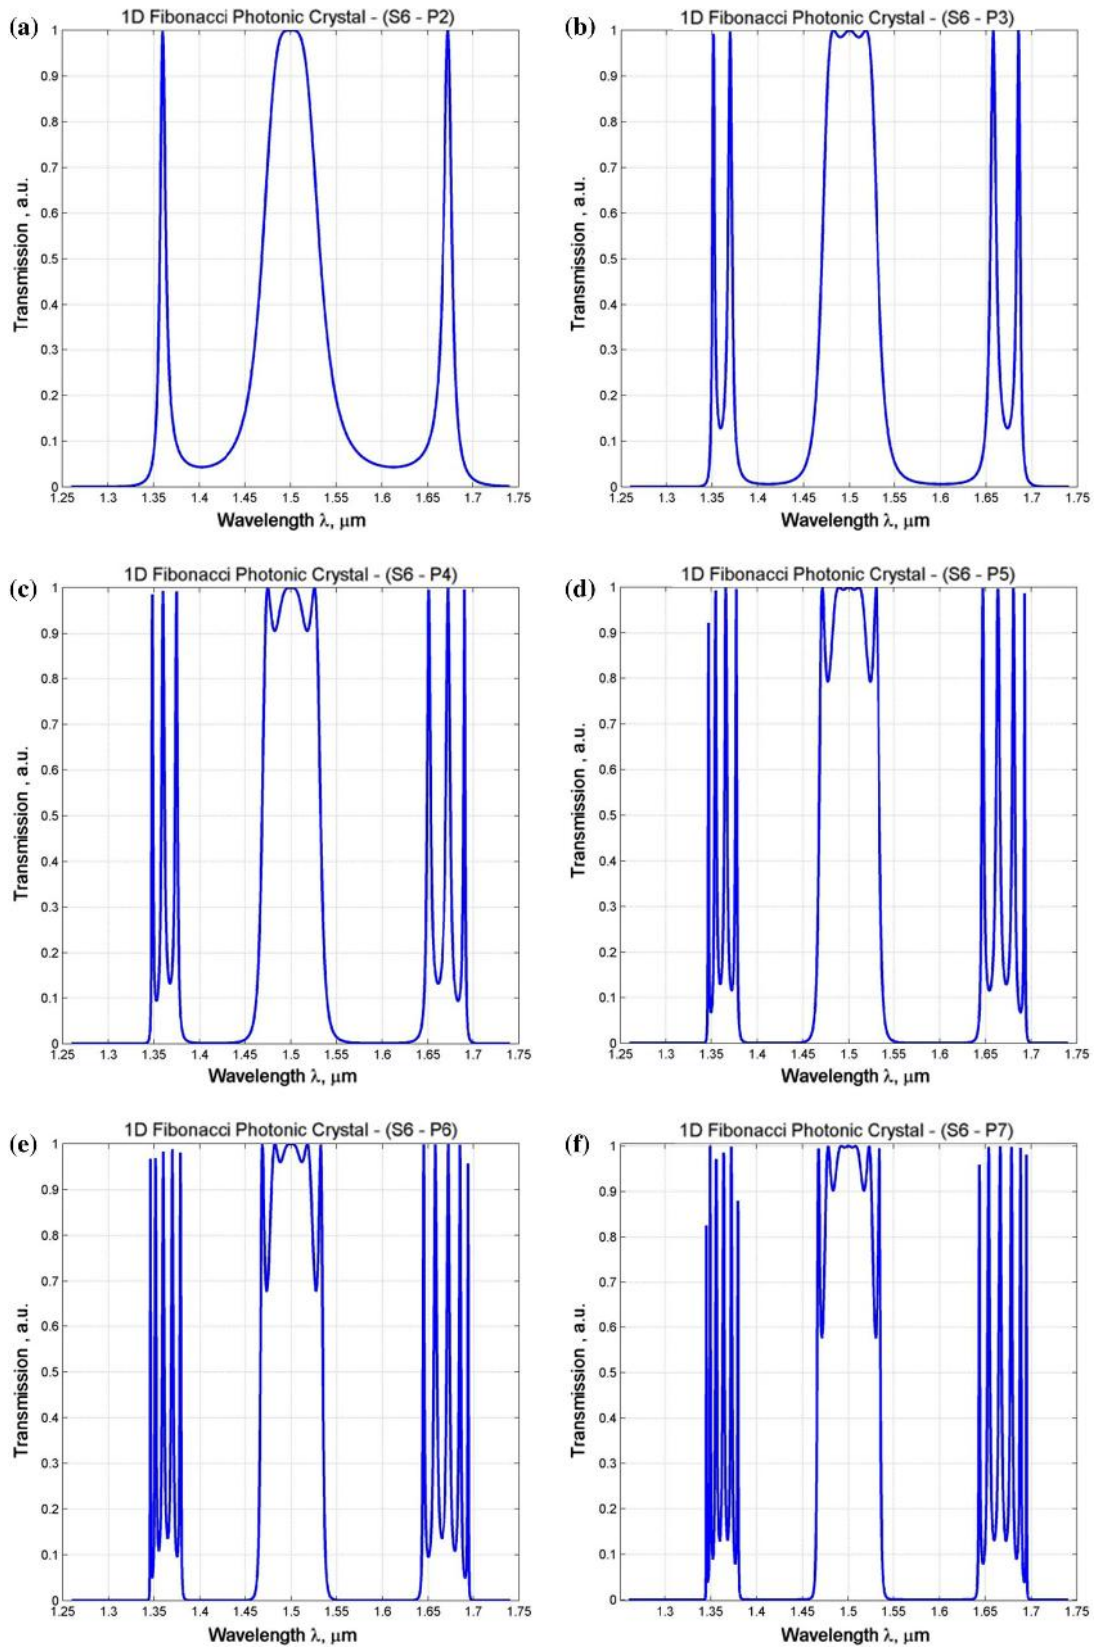 (a)
1D Fibonacci Photonic Crystal - (S6 - P2)
1
0.9
0.8
0.7
0.6
0.5
0.4
0.3
0.2
0.1
0
Transmission , a.u.
1.25 1.3 1.35 1.4 1.45 1.5 1.55 1.6 1.65 1.7 1.75
Wavelength λ, μm
(b)
1D Fibonacci Photonic Crystal - (S6 - P3)
1
0.9
0.8
0.7
0.6
0.5
0.4
0.3
0.2
0.1
0
Transmission , a.u.
1.25 1.3 1.35 1.4 1.45 1.5 1.55 1.6 1.65 1.7 1.75
Wavelength λ, μm
(c)
1D Fibonacci Photonic Crystal - (S6 - P4)
1
0.9
0.8
0.7
0.6
0.5
0.4
0.3
0.2
0.1
0
Transmission , a.u.
1.25 1.3 1.35 1.4 1.45 1.5 1.55 1.6 1.65 1.7 1.75
Wavelength λ, μm
(d)
1D Fibonacci Photonic Crystal - (S6 - P5)
1
0.9
0.8
0.7
0.6
0.5
0.4
0.3
0.2
0.1
0
Transmission , a.u.
1.25 1.3 1.35 1.4 1.45 1.5 1.55 1.6 1.65 1.7 1.75
Wavelength λ, μm
(e)
1D Fibonacci Photonic Crystal - (S6 - P6)
1
0.9
0.8
0.7
0.6
0.5
0.4
0.3
0.2
0.1
0
Transmission , a.u.
1.25 1.3 1.35 1.4 1.45 1.5 1.55 1.6 1.65 1.7 1.75
Wavelength λ, μm
(f)
1D Fibonacci Photonic Crystal - (S6 - P7)
1
0.9
0.8
0.7
0.6
0.5
0.4
0.3
0.2
0.1
0
Transmission , a.u.
1.25 1.3 1.35 1.4 1.45 1.5 1.55 1.6 1.65 1.7 1.75
Wavelength λ, μm